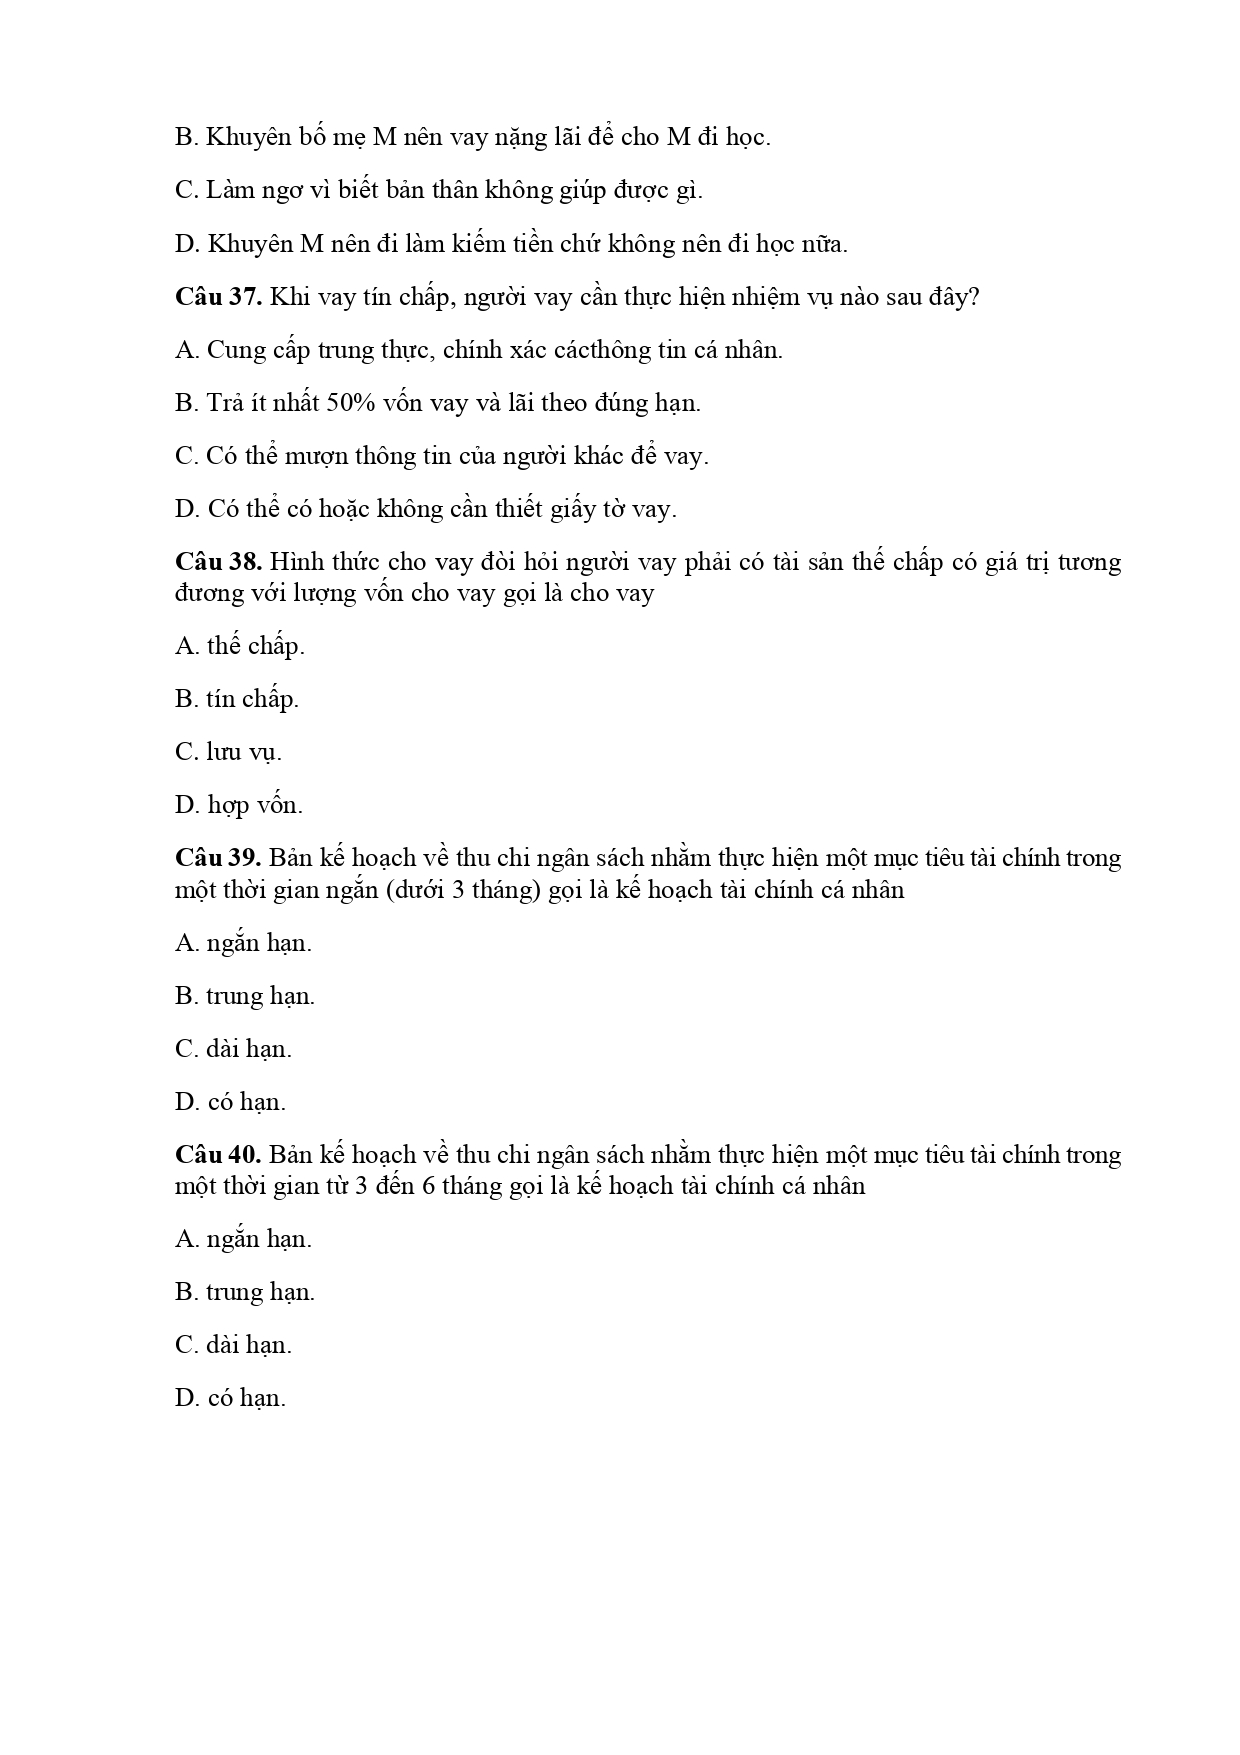 B. Khuyên bố mẹ M nên vay nặng lãi để cho M đi học.
C. Làm ngơ vì biết bản thân không giúp được gì.
D. Khuyên M nên đi làm kiếm tiền chứ không nên đi học nữa.
Câu 37. Khi vay tín chấp, người vay cần thực hiện nhiệm vụ nào sau đây?
A. Cung cấp trung thực, chính xác cácthông tin cá nhân.
B. Trả ít nhất 50% vốn vay và lãi theo đúng hạn.
C. Có thể mượn thông tin của người khác để vay.
D. Có thể có hoặc không cần thiết giấy tờ vay.
Câu 38. Hình thức cho vay đòi hỏi người vay phải có tài sản thế chấp có giá trị tương
đương với lượng vốn cho vay gọi là cho vay
A. thế chấp.
B. tín chấp.
C. lưu vụ.
D. hợp vốn.
Câu 39. Bản kế hoạch về thu chi ngân sách nhằm thực hiện một mục tiêu tài chính trong
một thời gian ngắn (dưới 3 tháng) gọi là kế hoạch tài chính cá nhân
A. ngắn hạn.
B. trung hạn.
C. dài hạn.
D. có hạn.
Câu 40. Bản kế hoạch về thu chi ngân sách nhằm thực hiện một mục tiêu tài chính trong
một thời gian từ 3 đến 6 tháng gọi là kế hoạch tài chính cá nhân
A. ngắn hạn.
B. trung hạn.
C. dài hạn.
D. có hạn.